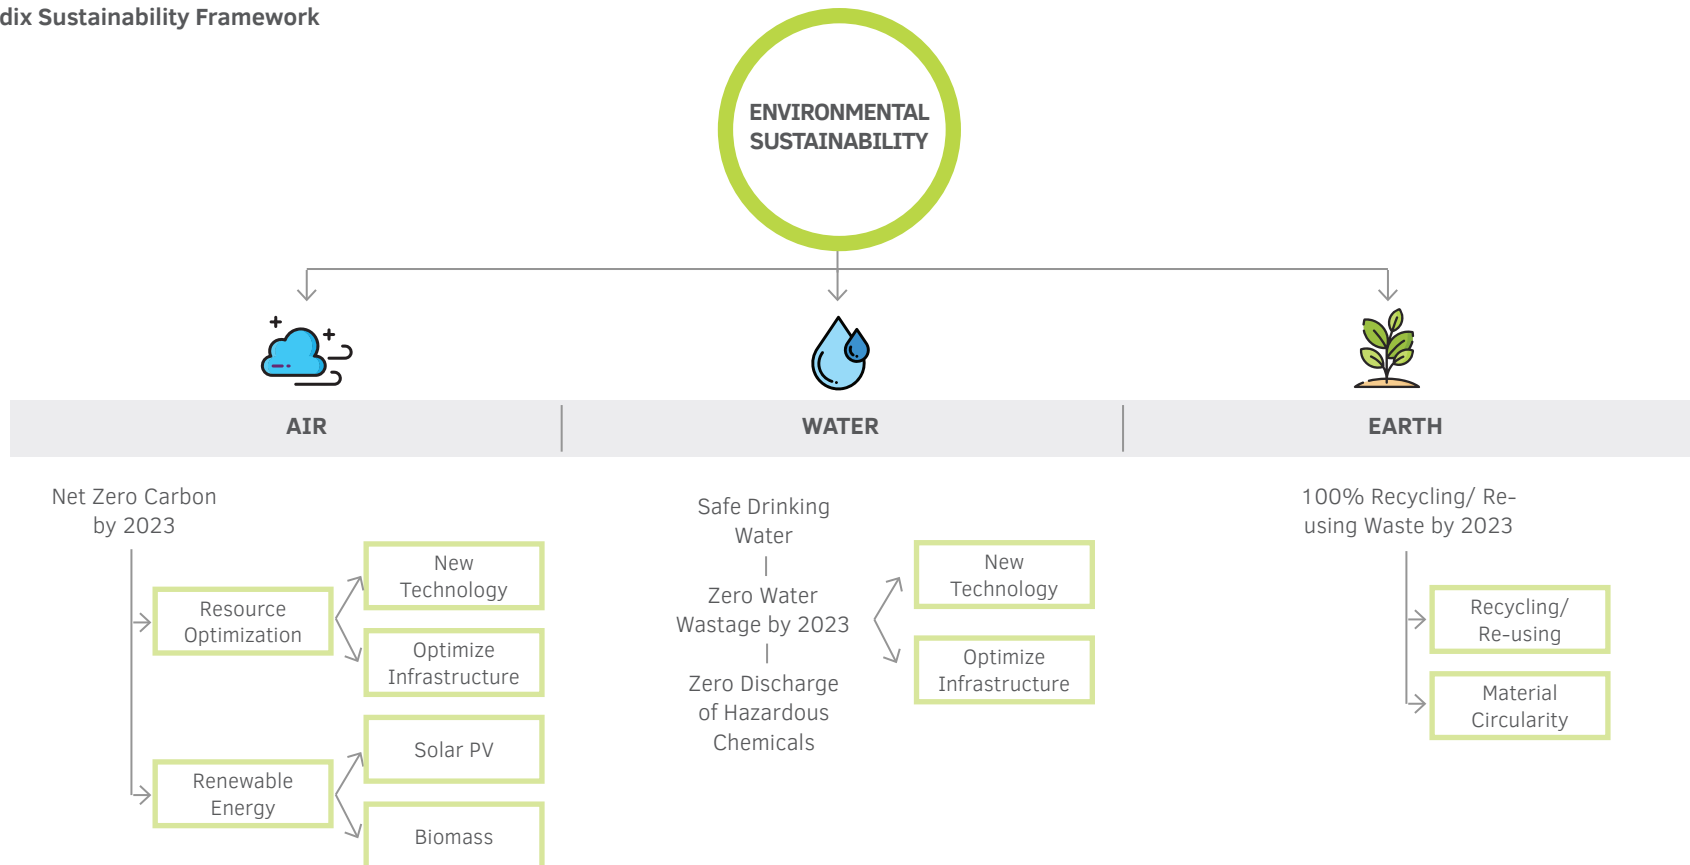 dix Sustainability Framework
ENVIRONMENTAL
SUSTAINABILITY
AIR
WATER
EARTH
Net Zero Carbon
by 2023
Resource
Optimization
New
Technology
Optimize
Infrastructure
Renewable
Energy
Solar PV
Biomass
Safe Drinking
Water
Zero Water
Wastage by 2023
Zero Discharge
of Hazardous
Chemicals
New
Technology
Optimize
Infrastructure
100% Recycling/ Re-
using Waste by 2023
Recycling/
Re-using
Material
Circularity